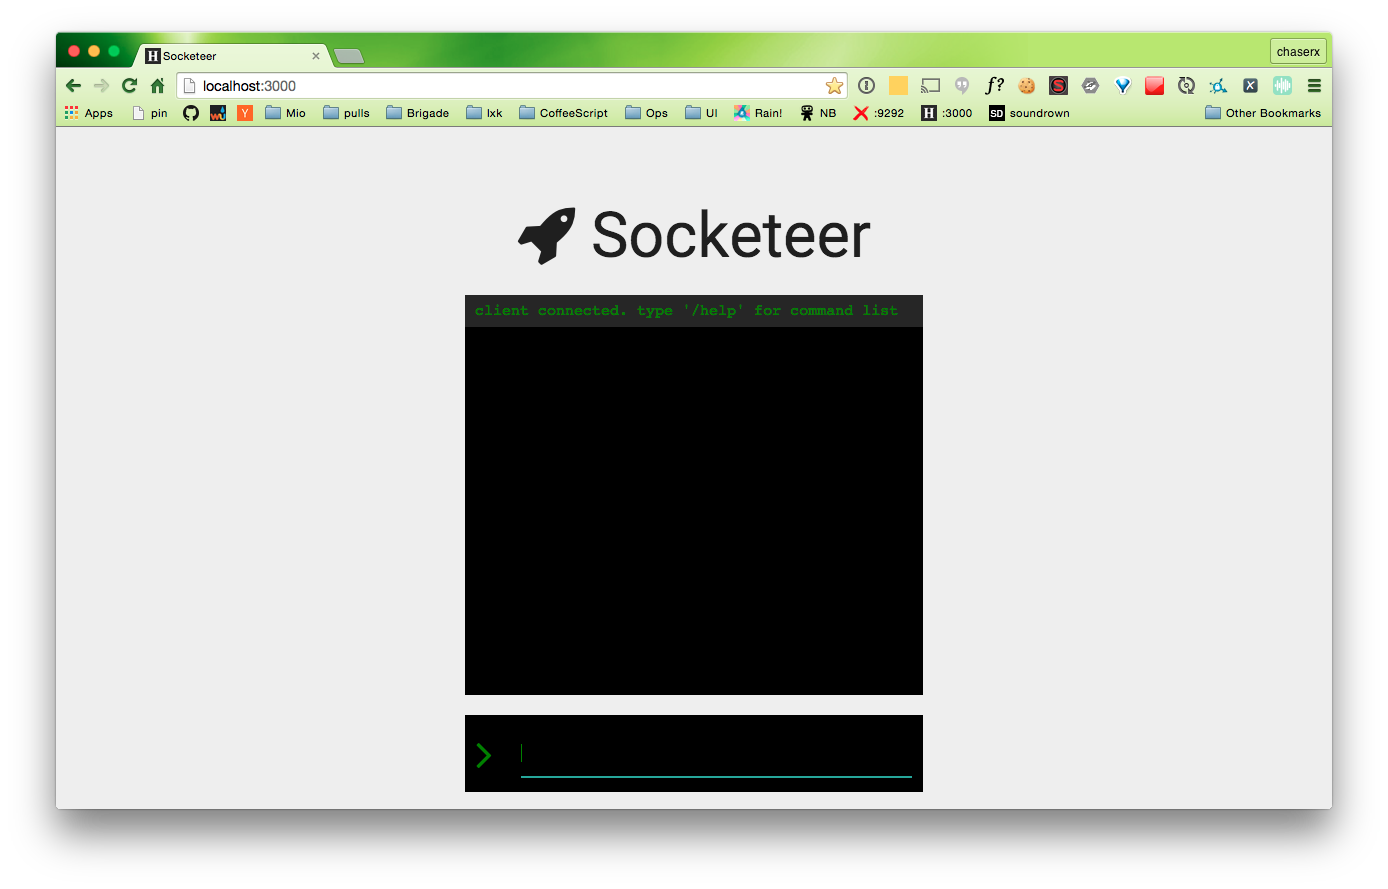 H Socketeer
chaserx
localhost:3000
f?
S
X
Apps pin Y Mio pulls Brigade lxk CoffeeScript Ops UI Rain! NB :9292 H :3000 SD soundrown Other Bookmarks
Socketeer
client connected. type '/help' for command list